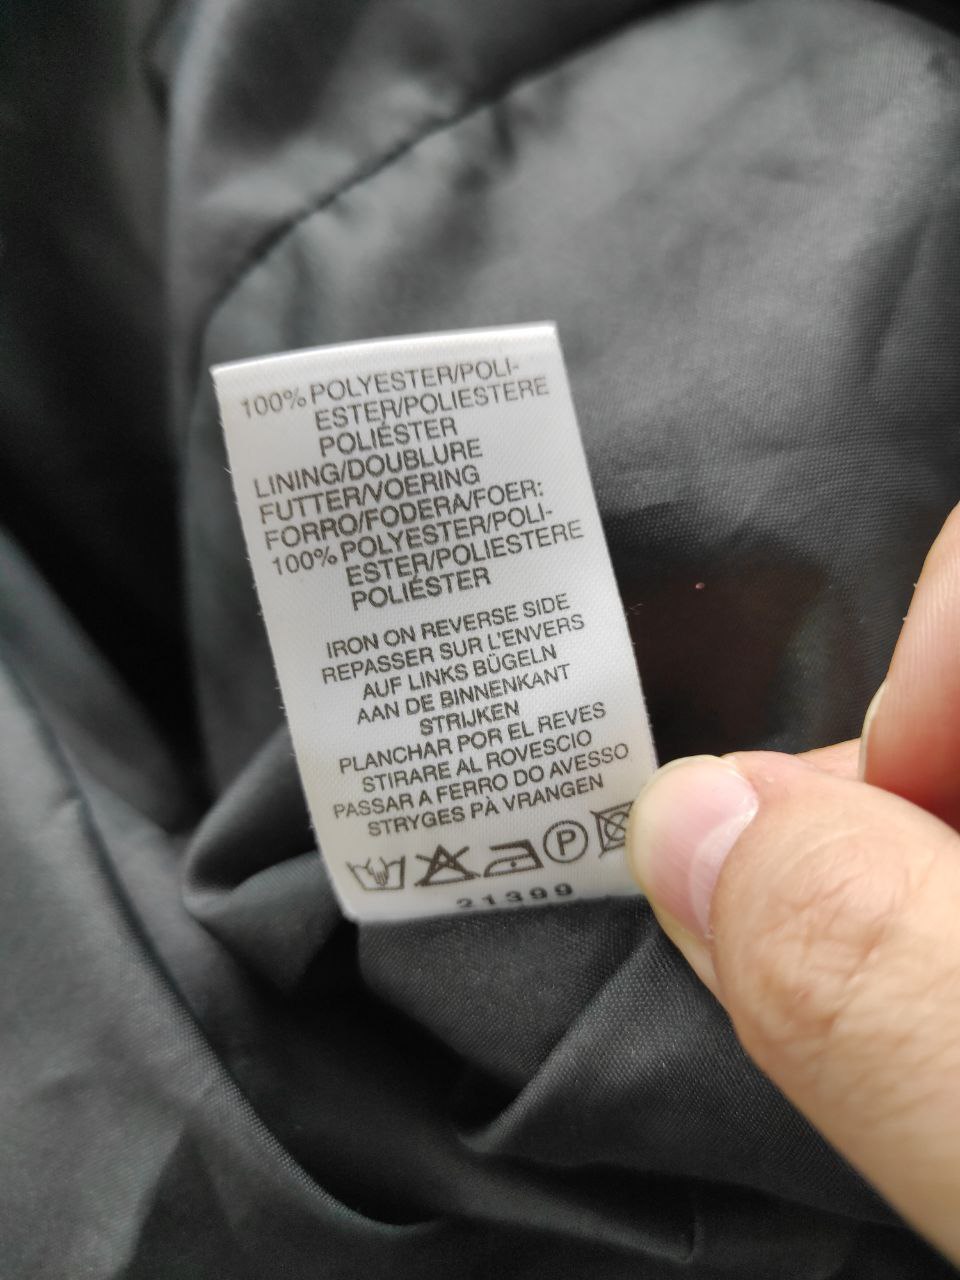 100% POLYESTER/POLI-
ESTER/POLIESTERE
POLIÉSTER
LINING/DOUBLURE
FUTTER/VOERING
FORRO/FODERA/FOER:
100% POLYESTER/POLI-
ESTER/POLIESTERE
POLIÉSTER
IRON ON REVERSE SIDE
REPASSER SUR L'ENVERS
AUF LINKS BÜGELN
AAN DE BINNENKANT
STRIJKEN
PLANCHAR POR EL REVES
STIRARE AL ROVESCIO
PASSAR A FERRO DO AVESSO
STRYGES PÅ VRANGEN
P
21399